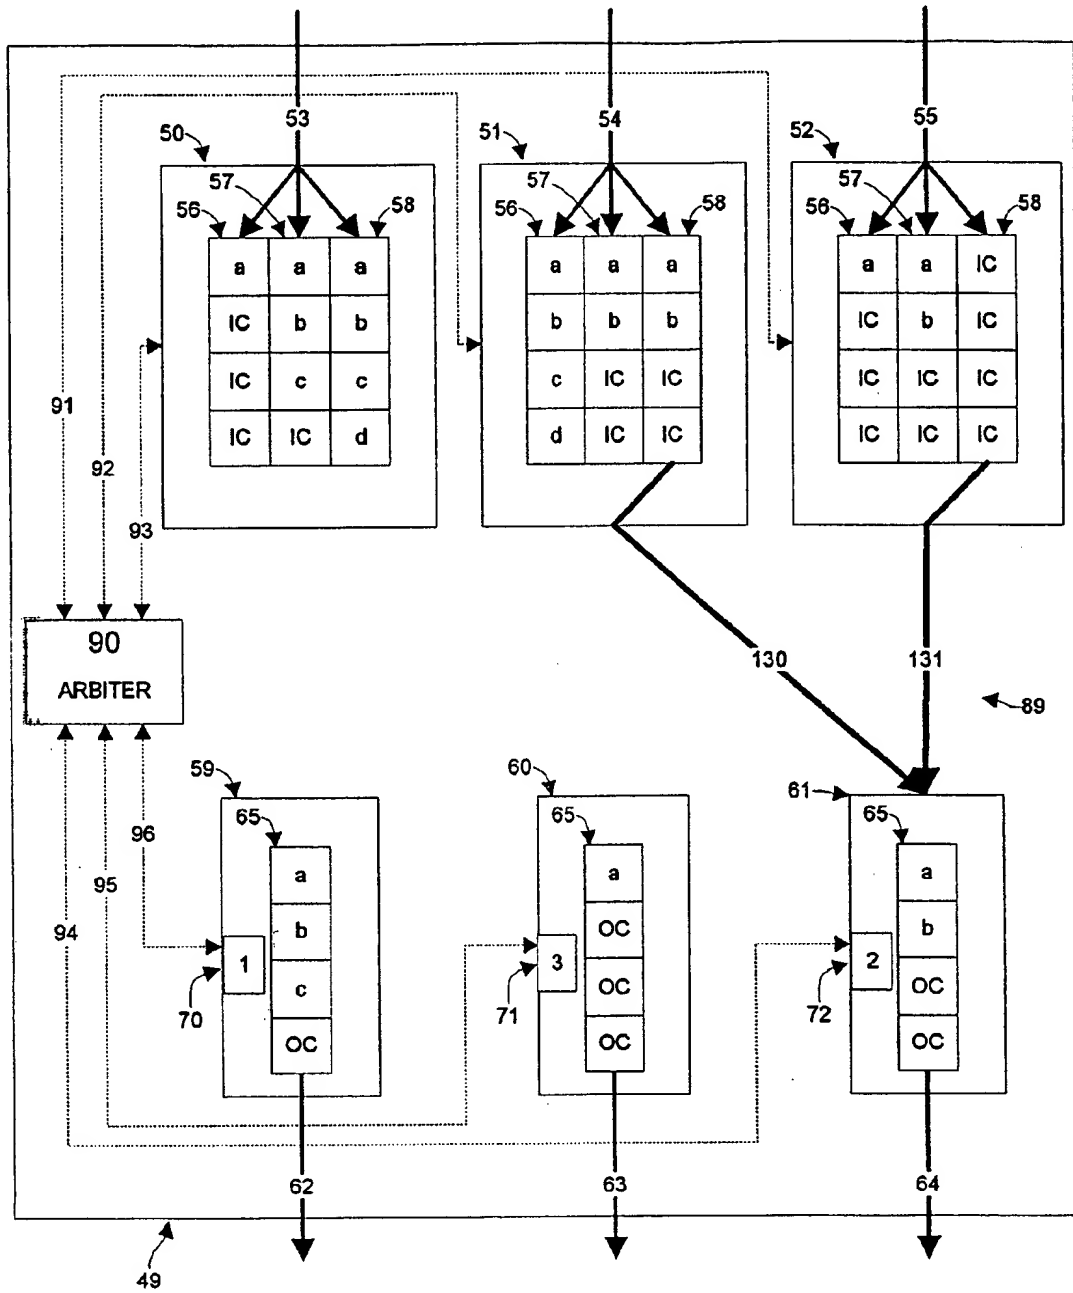 53
54
55
50
51
52
57
57
57
56
58
56
58
56
58
a a a
IC b b
IC c c
IC IC d
a a a
b b b
c IC IC
d IC IC
a a IC
IC b IC
IC IC IC
IC IC IC
91
92
93
90
ARBITER
130
131
89
59
60
61
65
65
65
96
95
94
a
b
c
OC
1
70
a
OC
OC
OC
3
71
a
b
OC
OC
2
72
62
63
64
49